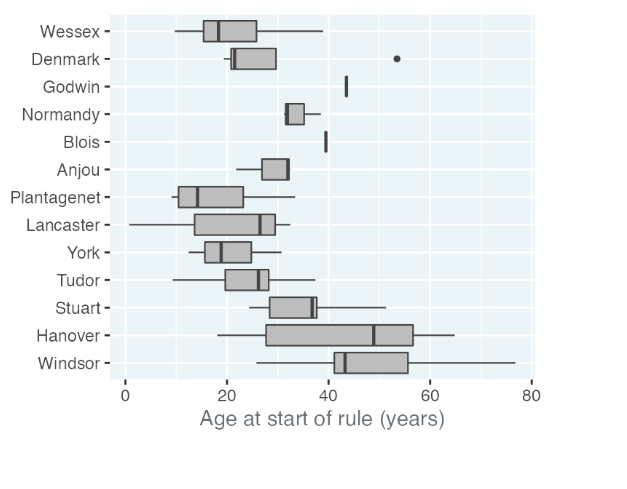 Wessex
Denmark
Godwin
Normandy
Blois
Anjou
Plantagenet
Lancaster
York
Tudor
Stuart
Hanover
Windsor
0 20 40 60 80
Age at start of rule (years)